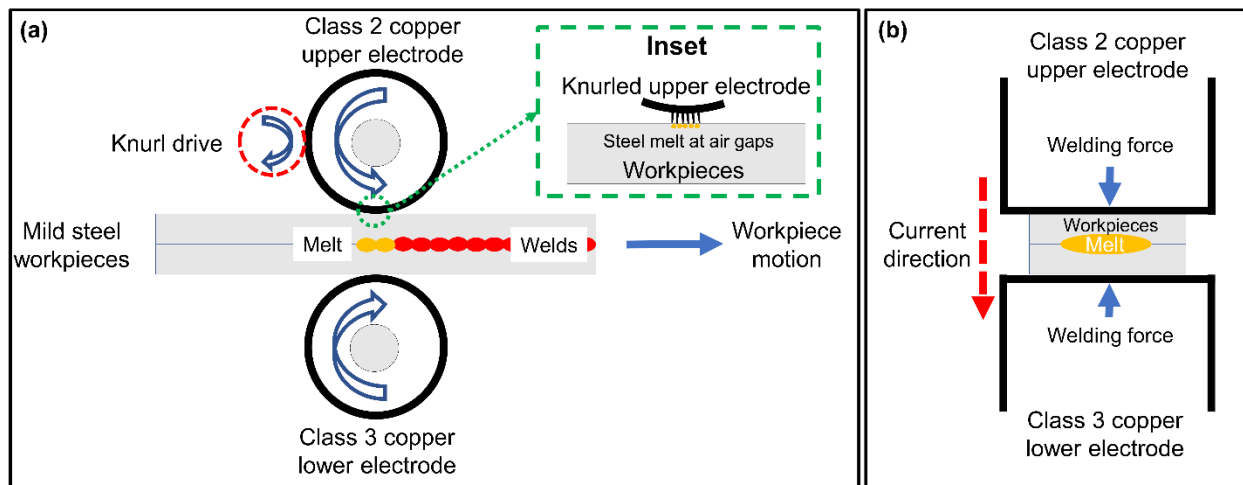 (a)
Class 2 copper
upper electrode
Knurl drive
Inset
Knurled upper electrode
Steel melt at air gaps
Workpieces
Mild steel
workpieces
Melt
Welds
Workpiece
motion
Class 3 copper
lower electrode
(b)
Class 2 copper
upper electrode
Welding force
Current
direction
Workpieces
Melt
Welding force
Class 3 copper
lower electrode